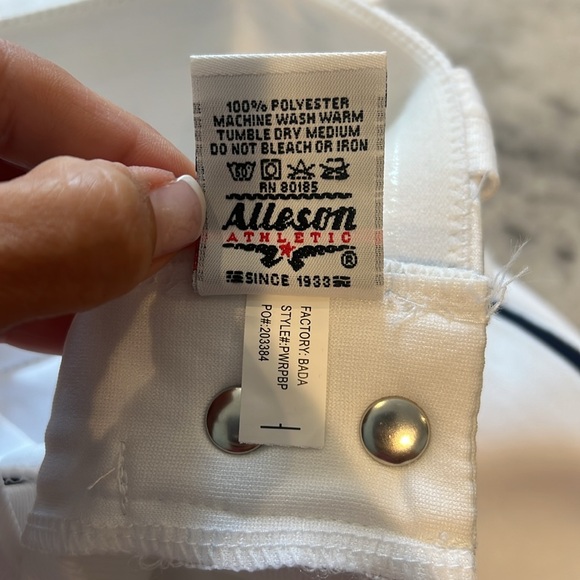 100% POLYESTER
MACHINE WASH WARM
TUMBLE DRY MEDIUM
DO NOT BLEACH OR IRON
RN 80185
Alleson
ATHLETIC
®
SINCE 1933
FACTORY: BADA
STYLE#:PWRPBP
PO#:203384